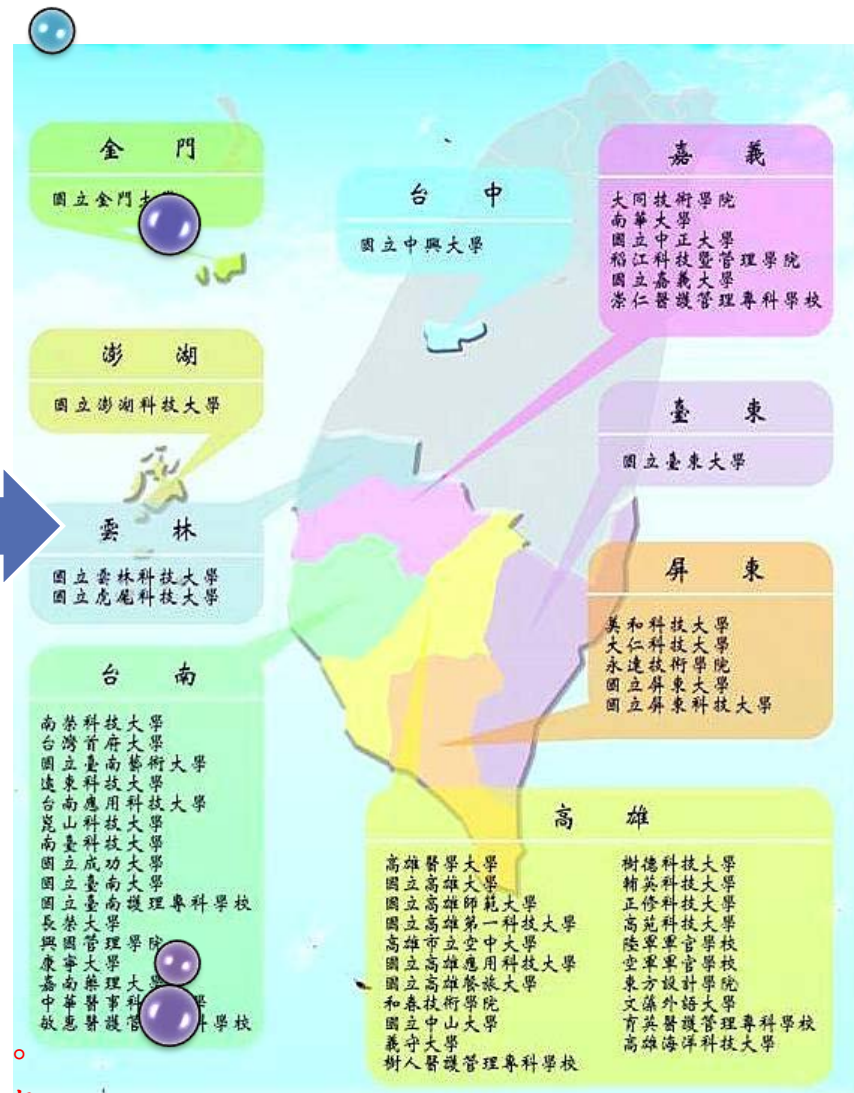 金門
國立金門大學
台中
國立中興大學
嘉義
大同技術學院
南華大學
國立中正大學
稻江科技暨管理學院
國立嘉義大學
崇仁醫護管理專科學校
澎湖
國立澎湖科技大學
臺東
國立臺東大學
雲林
國立雲林科技大學
國立虎尾科技大學
屏東
美和科技大學
大仁科技大學
永達技術學院
國立屏東大學
國立屏東科技大學
台南
南榮科技大學
台灣首府大學
國立臺南藝術大學
遠東科技大學
台南應用科技大學
崑山科技大學
南臺科技大學
國立成功大學
國立臺南大學
國立臺南護理專科學校
長榮大學
興國管理學院
康寧大學
嘉南藥理大
中華醫事科 學
敏惠醫護管 科學校
高雄
高雄醫學大學
國立高雄大學
國立高雄師範大學
國立高雄第一科技大學
高雄市立空中大學
國立高雄應用科技大學
國立高雄餐旅大學
和春技術學院
國立中山大學
義守大學
樹人醫護管理專科學校
樹德科技大學
輔英科技大學
正修科技大學
高苑科技大學
陸軍軍官學校
空軍軍官學校
東方設計學院
文藻外語大學
育英醫護管理專科學校
高雄海洋科技大學
。